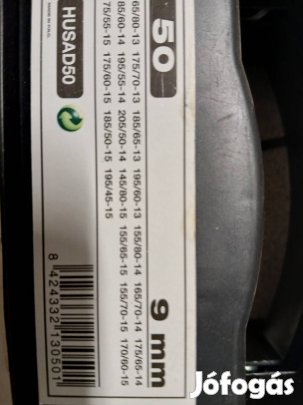 50
9 mm
65/80-13 175/70-13 185/65-13 195/60-13 155/80-14 165/70-14 175/65-14
85/60-14 195/55-14 205/50-14 145/80-15 155/65-15 155/70-15 170/60-15
75/55-15 175/60-15 185/50-15 195/45-15
HUSAD50
MADE IN P.R.C.
8 424332 130501
Jófogás